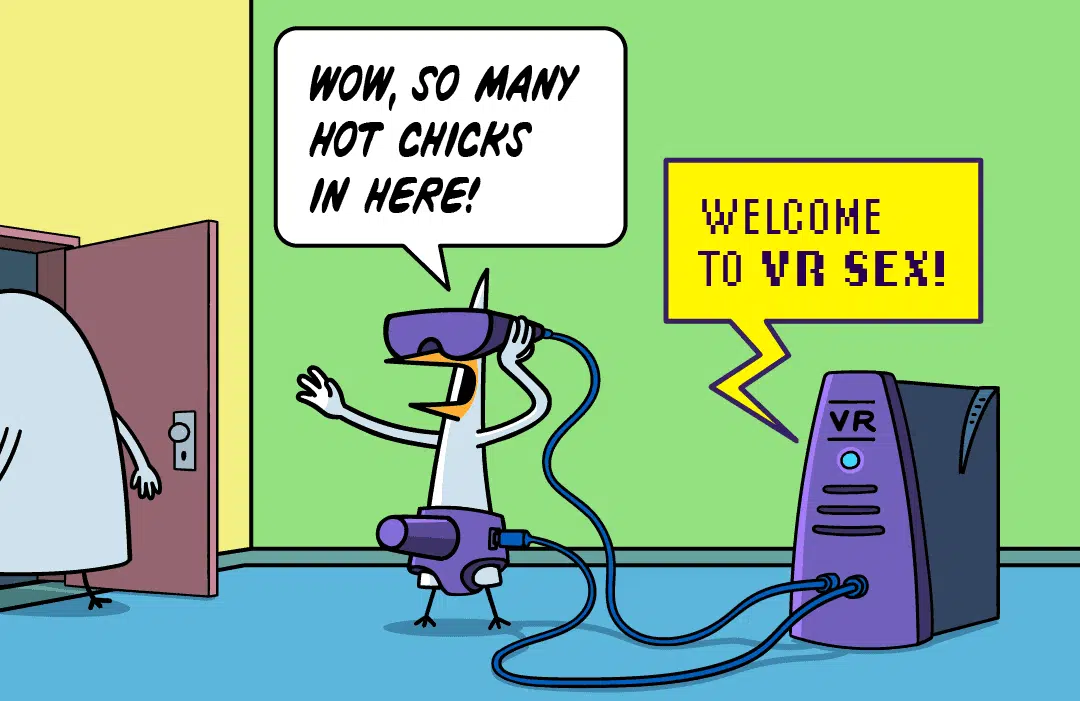 WOW, SO MANY
HOT CHICKS
IN HERE!
WELCOME
TO VR SEX!
VR